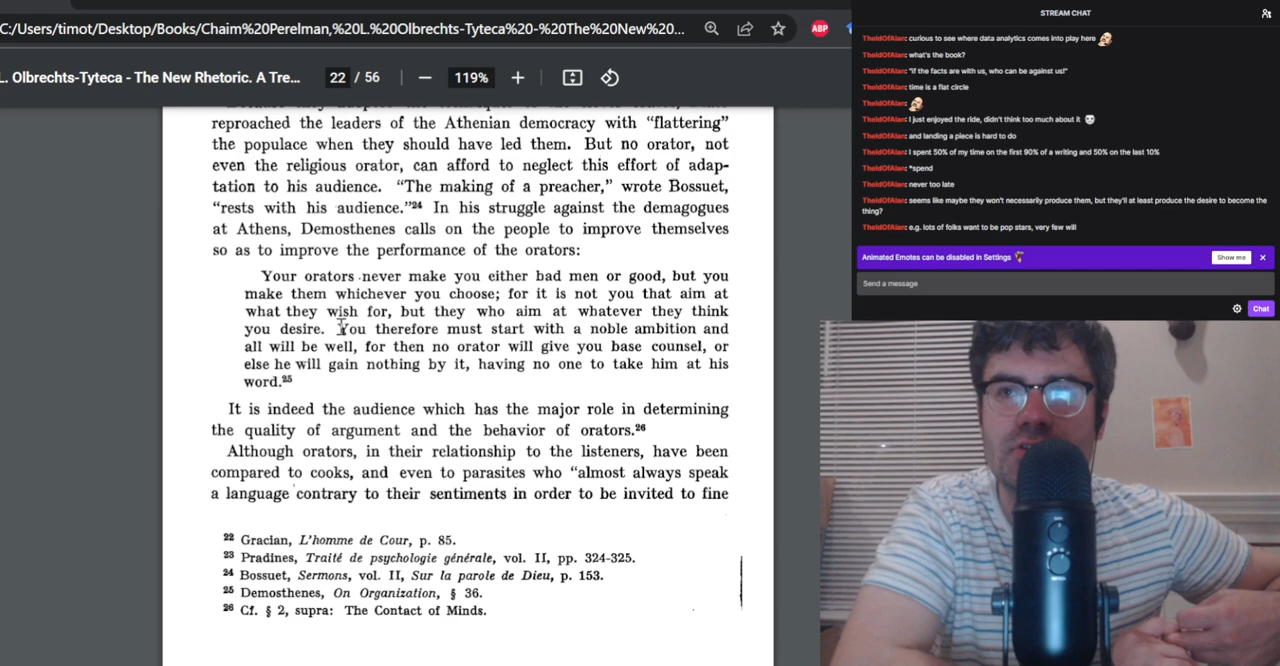 C:/Users/timot/Desktop/Books/Chaim%20Perelman,%20L.%20Olbrechts-Tyteca%20-%20The%20New%20...
ABP
L. Olbrechts-Tyteca - The New Rhetoric. A Tre...
22 / 56
119%
reproached the leaders of the Athenian democracy with “flattering”
the populace when they should have led them. But no orator, not
even the religious orator, can afford to neglect this effort of adap-
tation to his audience. “The making of a preacher,” wrote Bossuet,
“rests with his audience.”24 In his struggle against the demagogues
at Athens, Demosthenes calls on the people to improve themselves
so as to improve the performance of the orators:
Your orators never make you either bad men or good, but you
make them whichever you choose; for it is not you that aim at
what they wish for, but they who aim at whatever they think
you desire. You therefore must start with a noble ambition and
all will be well, for then no orator will give you base counsel, or
else he will gain nothing by it, having no one to take him at his
word.25
It is indeed the audience which has the major role in determining
the quality of argument and the behavior of orators.26
Although orators, in their relationship to the listeners, have been
compared to cooks, and even to parasites who “almost always speak
a language contrary to their sentiments in order to be invited to fine
22 Gracian, L'homme de Cour, p. 85.
23 Pradines, Traité de psychologie générale, vol. II, pp. 324-325.
24 Bossuet, Sermons, vol. II, Sur la parole de Dieu, p. 153.
25 Demosthenes, On Organization, § 36.
26 Cf. § 2, supra: The Contact of Minds.
STREAM CHAT
TheIdOfAlan: curious to see where data analytics comes into play here
TheIdOfAlan: what's the book?
TheIdOfAlan: "if the facts are with us, who can be against us!"
TheIdOfAlan: time is a flat circle
TheIdOfAlan:
TheIdOfAlan: I just enjoyed the ride, didn't think too much about it
TheIdOfAlan: and landing a piece is hard to do
TheIdOfAlan: I spent 50% of my time on the first 90% of a writing and 50% on the last 10%
TheIdOfAlan: *spend
TheIdOfAlan: never too late
TheIdOfAlan: seems like maybe they won't necessarily produce them, but they'll at least produce the desire to become the
thing?
TheIdOfAlan: e.g. lots of folks want to be pop stars, very few will
Animated Emotes can be disabled in Settings
Show me
Send a message
Chat